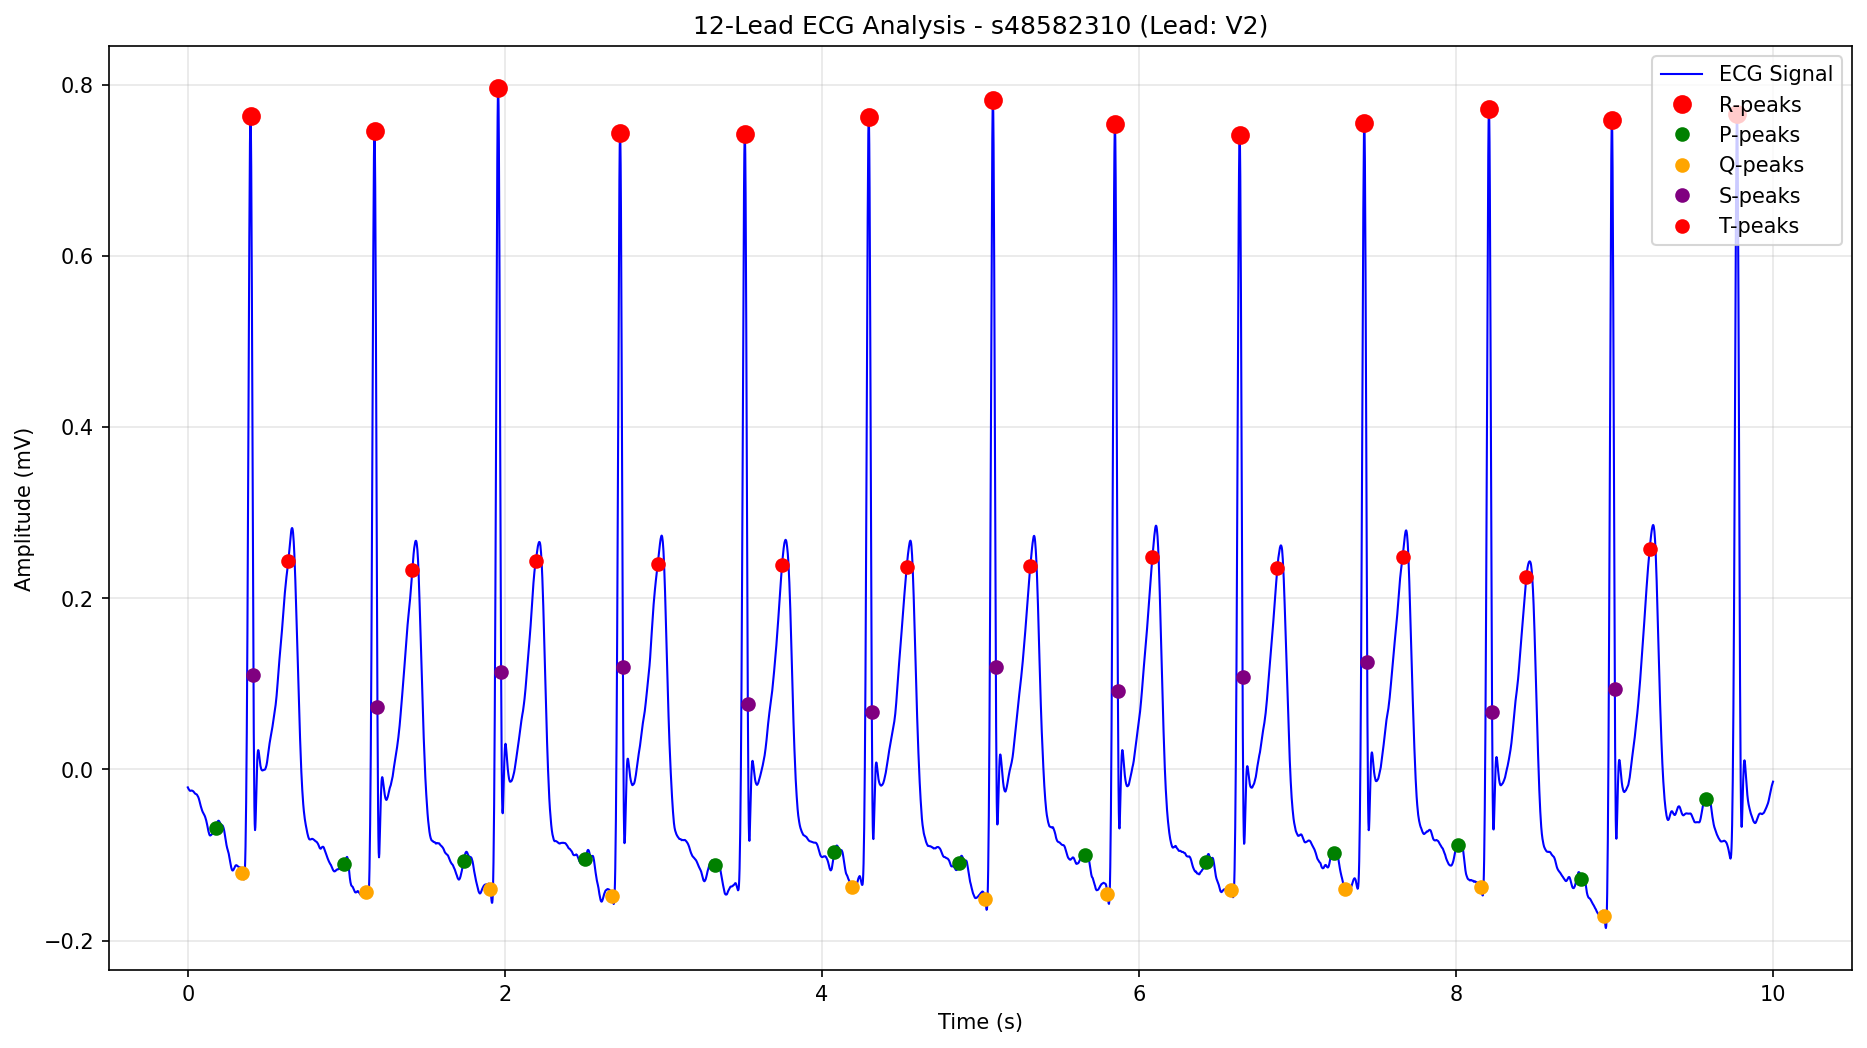 12-Lead ECG Analysis - s48582310 (Lead: V2)
ECG Signal
R-peaks
P-peaks
Q-peaks
S-peaks
T-peaks
Amplitude (mV)
0.8
0.6
0.4
0.2
0.0
−0.2
0 2 4 6 8 10
Time (s)